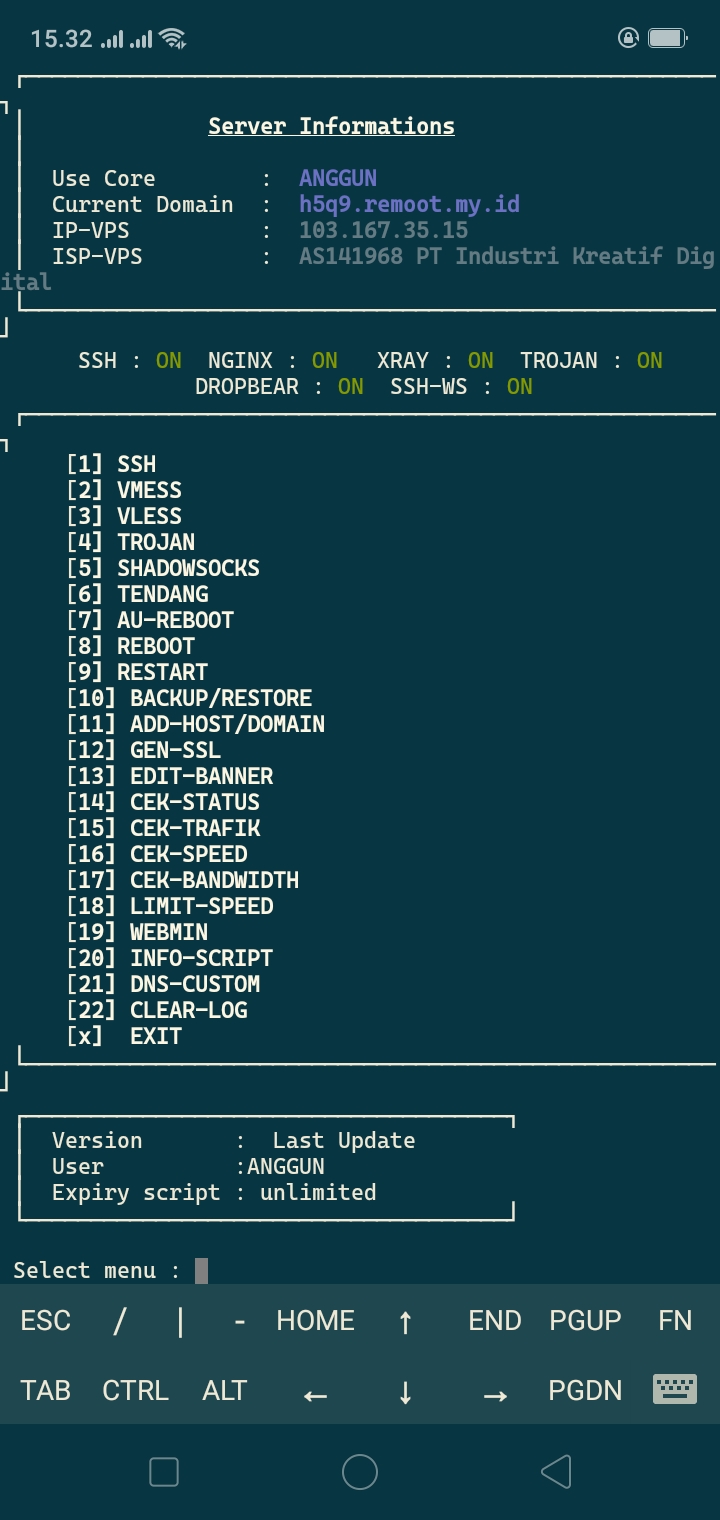 15.32
Server Informations
Use Core : ANGGUN
Current Domain : h5q9.remoot.my.id
IP-VPS : 103.167.35.15
ISP-VPS : AS141968 PT Industri Kreatif Dig
ital
SSH : ON NGINX : ON XRAY : ON TROJAN : ON
DROPBEAR : ON SSH-WS : ON
[1] SSH
[2] VMESS
[3] VLESS
[4] TROJAN
[5] SHADOWSOCKS
[6] TENDANG
[7] AU-REBOOT
[8] REBOOT
[9] RESTART
[10] BACKUP/RESTORE
[11] ADD-HOST/DOMAIN
[12] GEN-SSL
[13] EDIT-BANNER
[14] CEK-STATUS
[15] CEK-TRAFIK
[16] CEK-SPEED
[17] CEK-BANDWIDTH
[18] LIMIT-SPEED
[19] WEBMIN
[20] INFO-SCRIPT
[21] DNS-CUSTOM
[22] CLEAR-LOG
[x] EXIT
Version : Last Update
User :ANGGUN
Expiry script : unlimited
Select menu :
ESC / | - HOME ↑ END PGUP FN
TAB CTRL ALT ← ↓ → PGDN